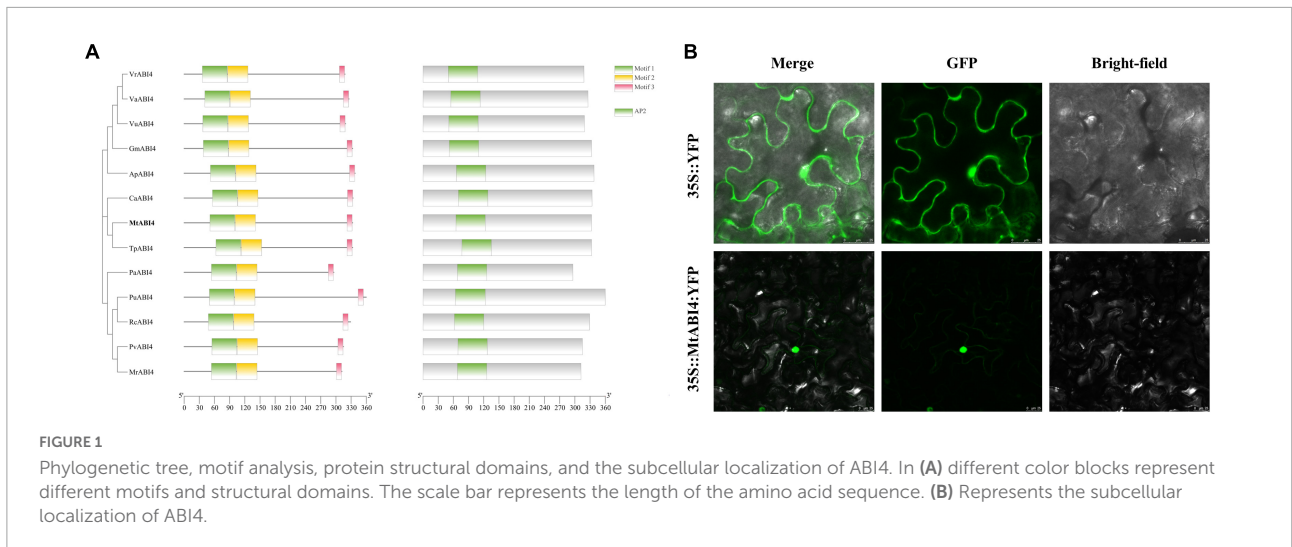 A
VrABI4
VaABI4
VuABI4
GmABI4
ApABI4
CaABI4
MtABI4
TpABI4
PaABI4
PuABI4
RcABI4
PvABI4
MrABI4
5' 3'
0 30 60 90 120 150 180 210 240 270 300 330 360
Motif 1
Motif 2
Motif 3
AP2
5' 3'
0 30 60 90 120 150 180 210 240 270 300 330 360
B
Merge GFP Bright-field
35S::YFP
35S::MtABI4:YFP
FIGURE 1
Phylogenetic tree, motif analysis, protein structural domains, and the subcellular localization of ABI4. In (A) different color blocks represent
different motifs and structural domains. The scale bar represents the length of the amino acid sequence. (B) Represents the subcellular
localization of ABI4.